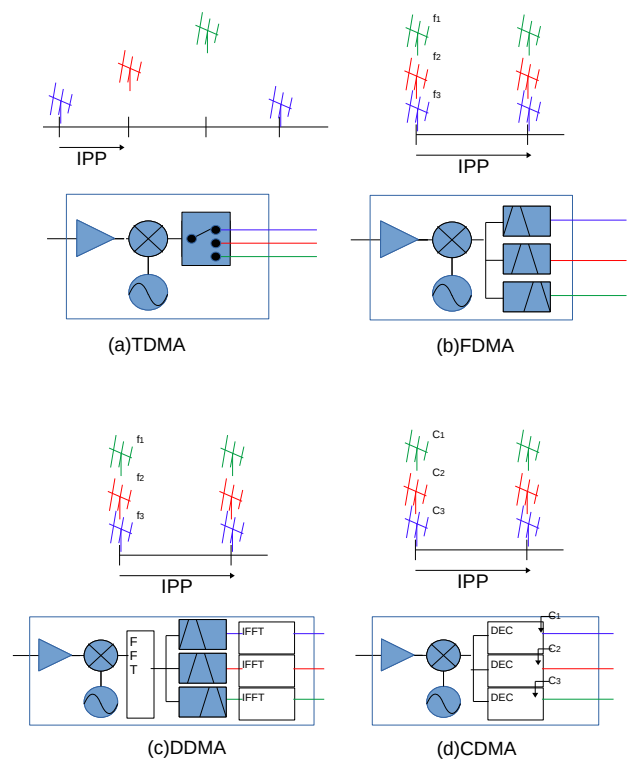 f1
f2
f3
IPP
IPP
(a)TDMA
(b)FDMA
f1
f2
f3
IPP
C1
C2
C3
IPP
F
F
T
IFFT
IFFT
IFFT
(c)DDMA
C1
DEC
C2
DEC
C3
DEC
(d)CDMA